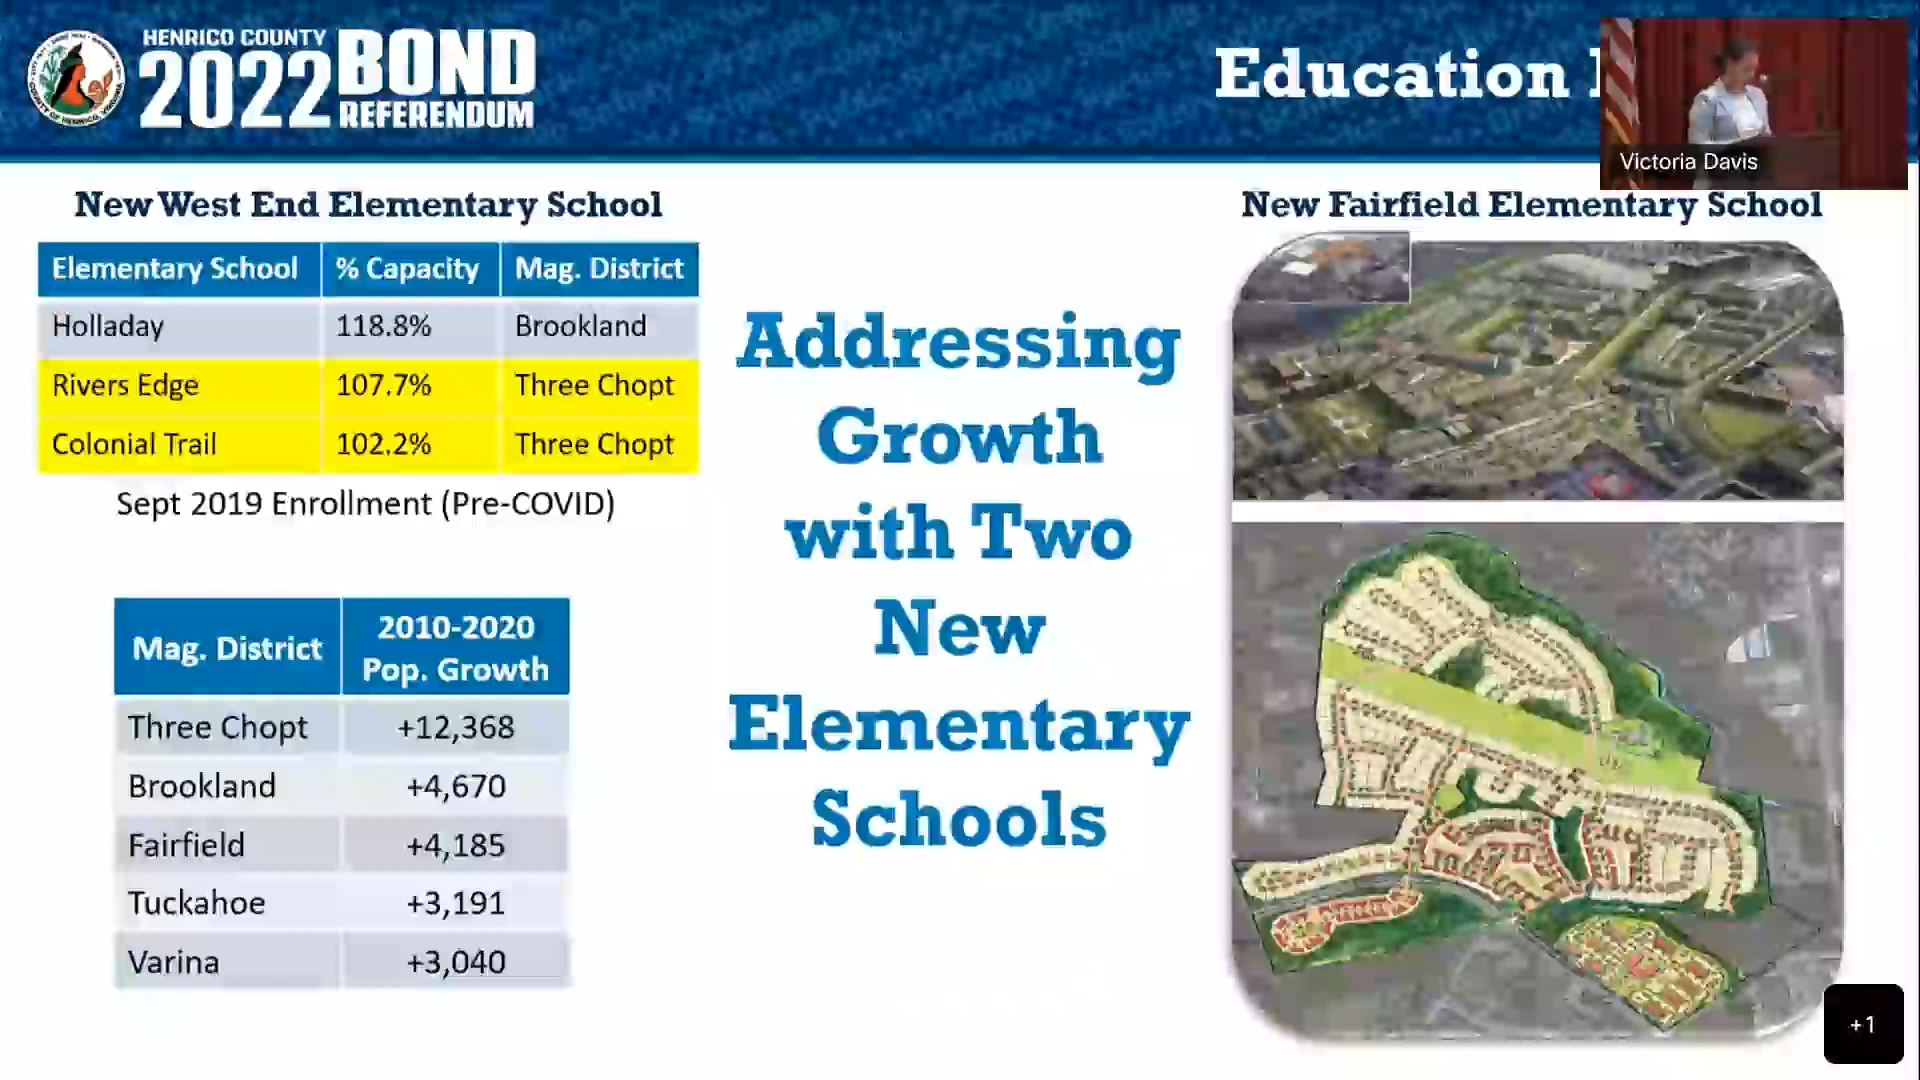 HENRICO COUNTY
2022 BOND
REFERENDUM
Education
Victoria Davis
New West End Elementary School
Elementary School % Capacity Mag. District
Holladay 118.8% Brookland
Rivers Edge 107.7% Three Chopt
Colonial Trail 102.2% Three Chopt
Sept 2019 Enrollment (Pre-COVID)
Mag. District 2010-2020 Pop. Growth
Three Chopt +12,368
Brookland +4,670
Fairfield +4,185
Tuckahoe +3,191
Varina +3,040
Addressing
Growth
with Two
New
Elementary
Schools
New Fairfield Elementary School
+1